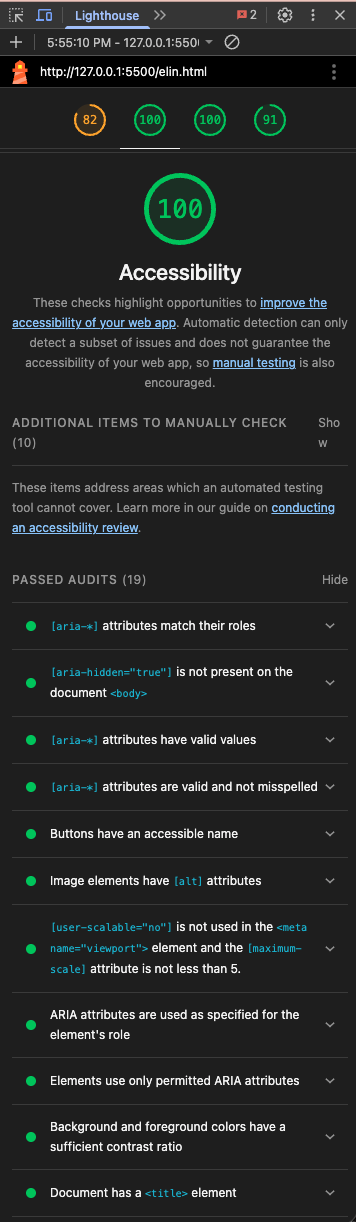 Lighthouse
2
5:55:10 PM - 127.0.0.1:550
http://127.0.0.1:5500/elin.html
82
100
100
91
100
Accessibility
These checks highlight opportunities to improve the
accessibility of your web app. Automatic detection can only
detect a subset of issues and does not guarantee the
accessibility of your web app, so manual testing is also
encouraged.
ADDITIONAL ITEMS TO MANUALLY CHECK
(10)
Sho
w
These items address areas which an automated testing
tool cannot cover. Learn more in our guide on conducting
an accessibility review.
PASSED AUDITS (19)
Hide
[aria-*] attributes match their roles
[aria-hidden="true"] is not present on the
document <body>
[aria-*] attributes have valid values
[aria-*] attributes are valid and not misspelled
Buttons have an accessible name
Image elements have [alt] attributes
[user-scalable="no"] is not used in the <meta
name="viewport"> element and the [maximum-
scale] attribute is not less than 5.
ARIA attributes are used as specified for the
element's role
Elements use only permitted ARIA attributes
Background and foreground colors have a
sufficient contrast ratio
Document has a <title> element